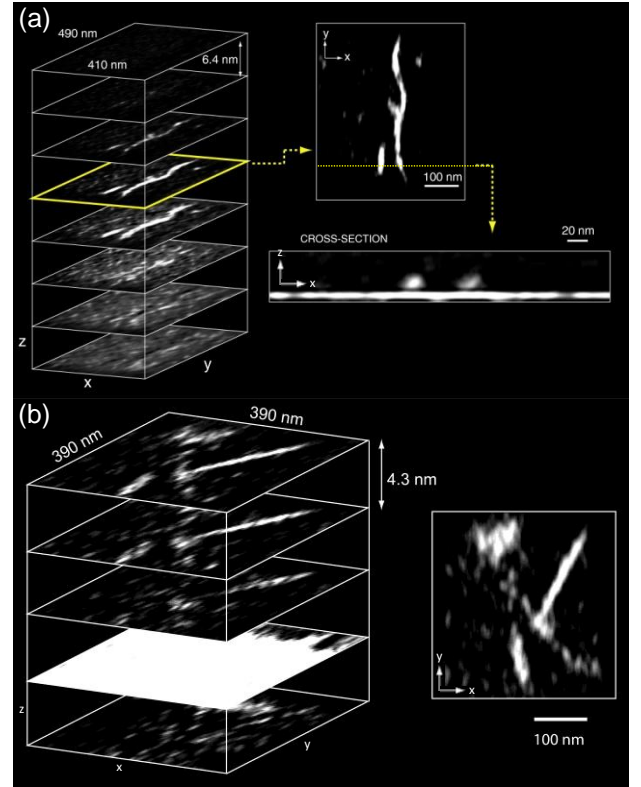 (a)
490 nm
410 nm
6.4 nm
z
x
y
y
x
100 nm
CROSS-SECTION
20 nm
z
x
(b)
390 nm
390 nm
4.3 nm
z
x
y
y
x
100 nm